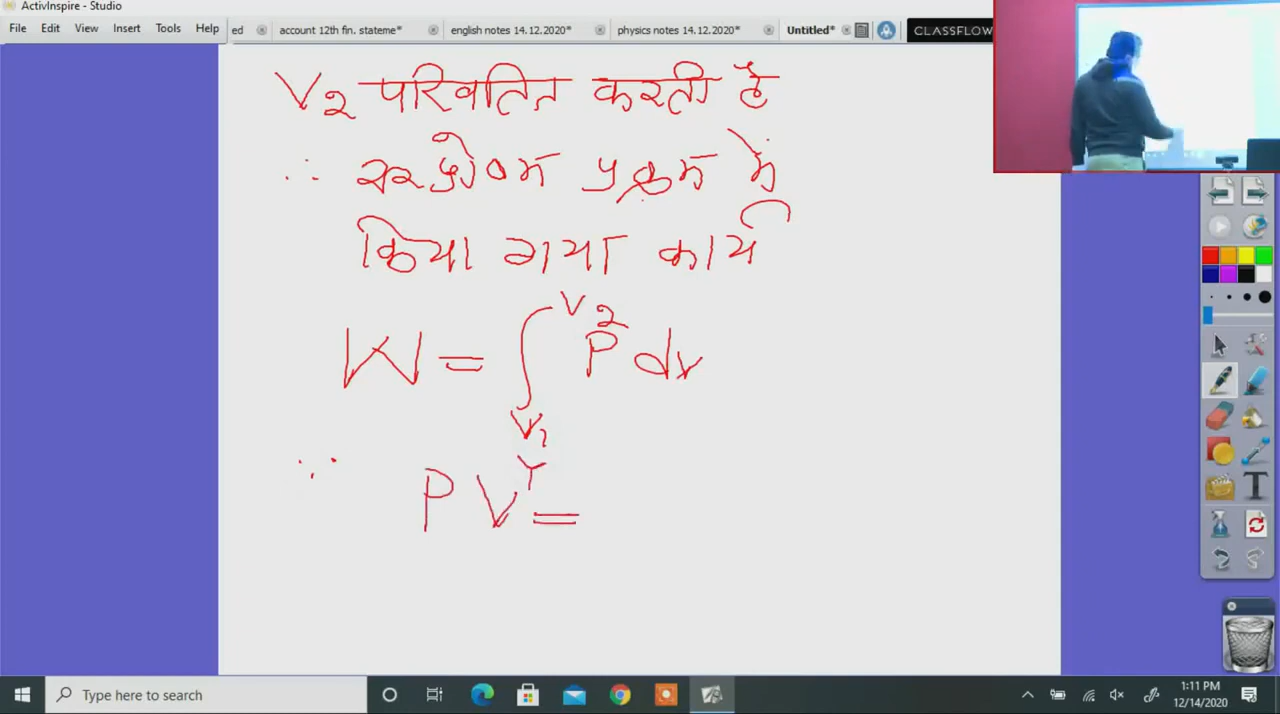 ActivInspire - Studio
File Edit View Insert Tools Help
ed account 12th fin. stateme* english notes 14.12.2020* physics notes 14.12.2020* Untitled* CLASSFLOW
V₂ परिवर्तित करती है
∴ रूद्धोष्म प्रक्रम में
किया गया कार्य
W = ∫_{V₁}^{V₂} P dv
∵ P V^γ =
Type here to search
1:11 PM
12/14/2020